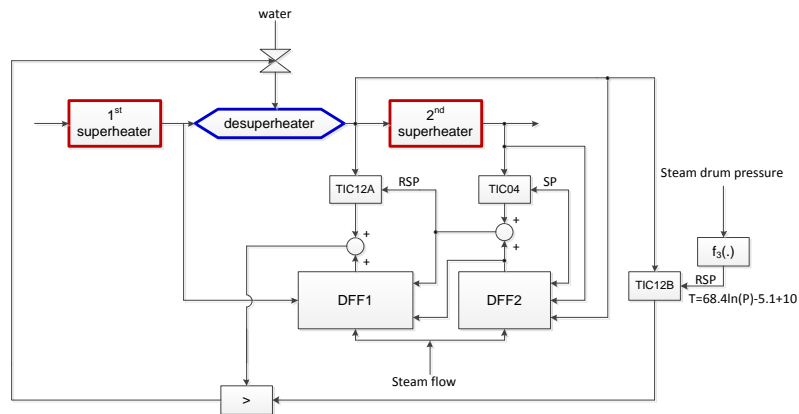 water
1st
superheater
desuperheater
2nd
superheater
TIC12A
RSP
TIC04
SP
Steam drum pressure
+
+
+
+
f3(.)
RSP
TIC12B
T=68.4ln(P)-5.1+10
DFF1
DFF2
Steam flow
>